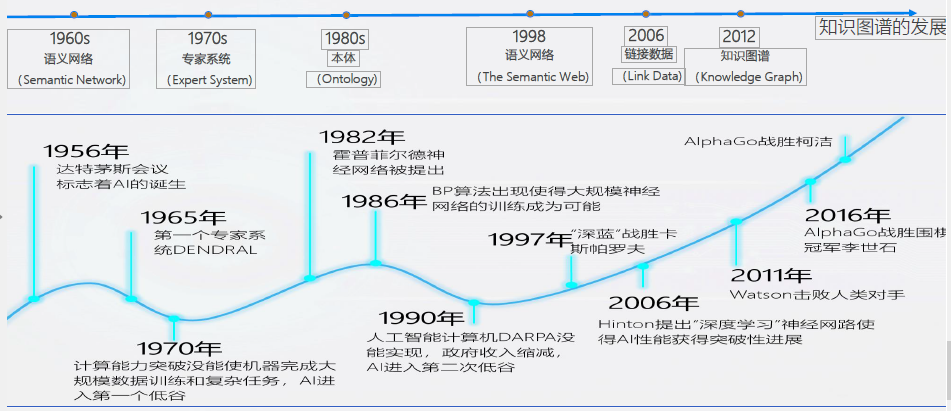 知识图谱的发展
1960s
语义网络
（Semantic Network）
1970s
专家系统
（Expert System）
1980s
本体
（Ontology）
1998
语义网络
（The Semantic Web）
2006
链接数据
（Link Data）
2012
知识图谱
（Knowledge Graph）
1956年
达特茅斯会议
标志着AI的诞生
1965年
第一个专家系
统DENDRAL
1970年
计算能力突破没能使机器完成大
规模数据训练和复杂任务，AI进
入第一个低谷
1982年
霍普菲尔德神
经网络被提出
1986年
BP算法出现使得大规模神经
网络的训练成为可能
1990年
人工智能计算机DARPA没
能实现，政府收入缩减，
AI进入第二次低谷
1997年
“深蓝”战胜卡
斯帕罗夫
2006年
Hinton提出“深度学习”神经网路使
得AI性能获得突破性进展
2011年
Watson击败人类对手
2016年
AlphaGo战胜围棋
冠军李世石
AlphaGo战胜柯洁